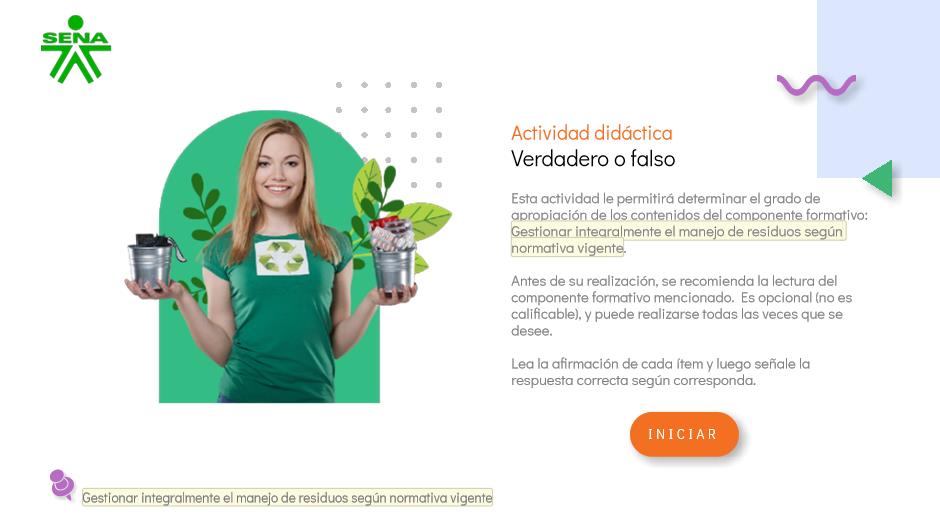 SENA
Actividad didáctica
Verdadero o falso
Esta actividad le permitirá determinar el grado de
apropiación de los contenidos del componente formativo:
Gestionar integralmente el manejo de residuos según
normativa vigente.
Antes de su realización, se recomienda la lectura del
componente formativo mencionado. Es opcional (no es
calificable), y puede realizarse todas las veces que se
desee.
Lea la afirmación de cada ítem y luego señale la
respuesta correcta según corresponda.
INICIAR
Gestionar integralmente el manejo de residuos según normativa vigente